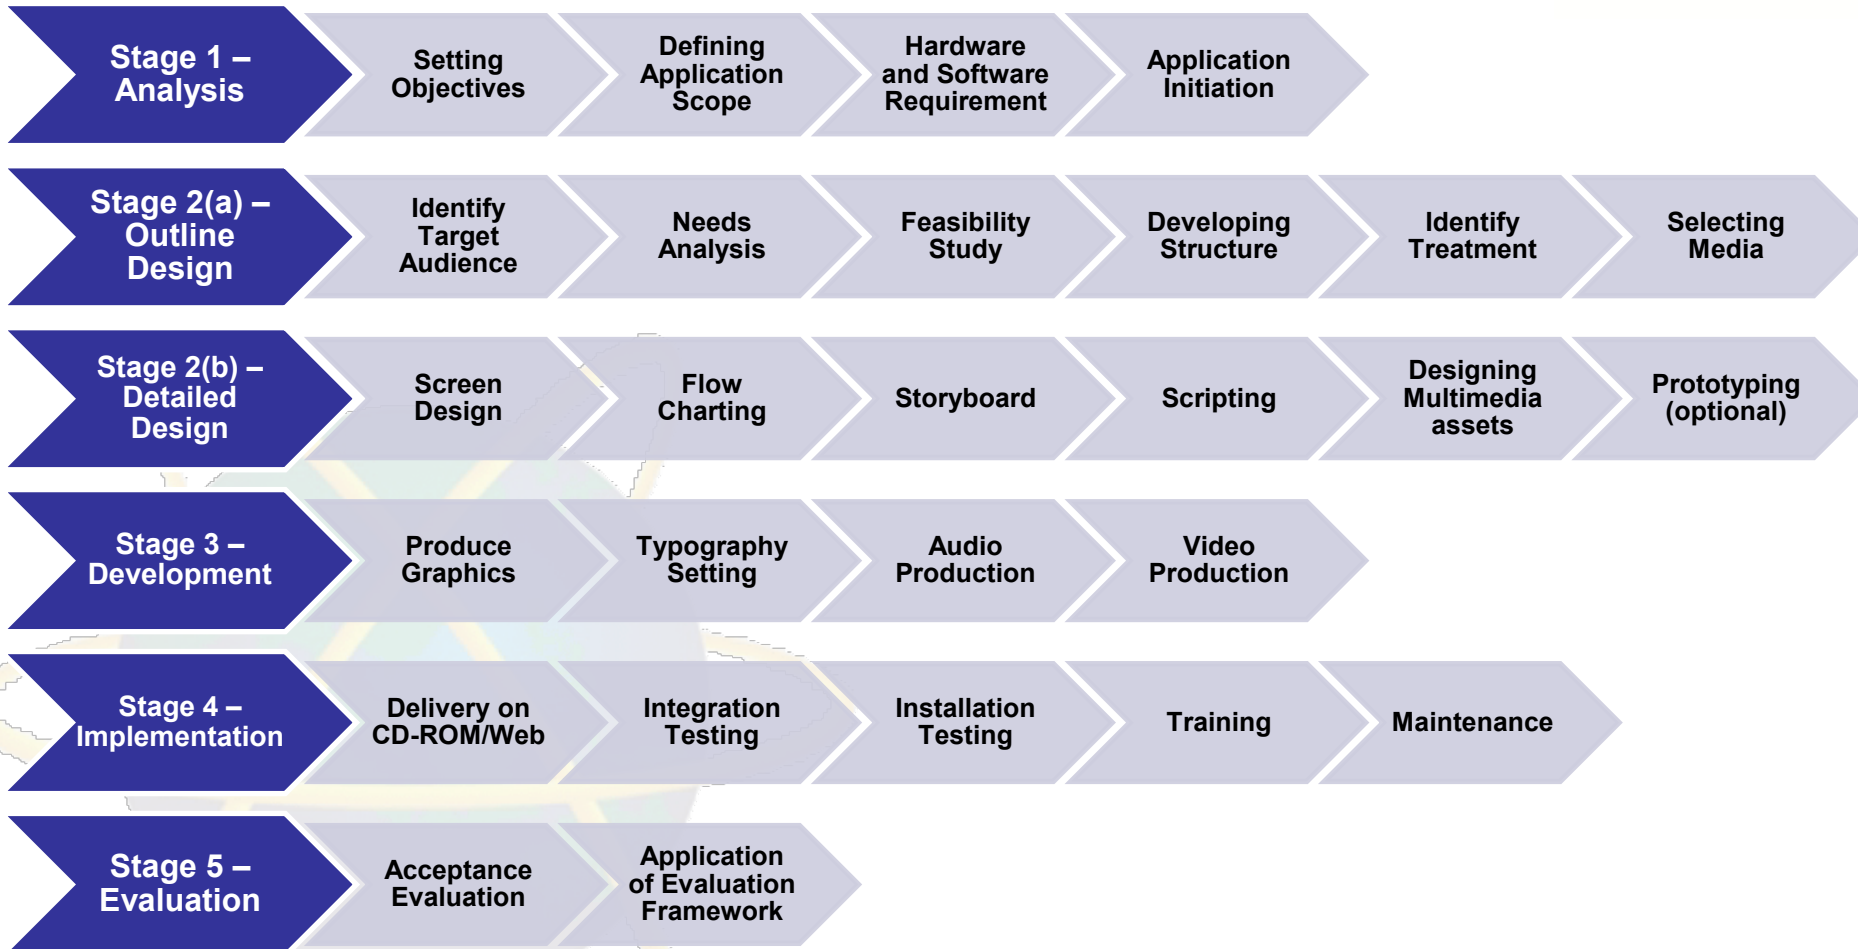 Stage 1 –
Analysis
Setting
Objectives
Defining
Application
Scope
Hardware
and Software
Requirement
Application
Initiation
Stage 2(a) –
Outline
Design
Identify
Target
Audience
Needs
Analysis
Feasibility
Study
Developing
Structure
Identify
Treatment
Selecting
Media
Stage 2(b) –
Detailed
Design
Screen
Design
Flow
Charting
Storyboard
Scripting
Designing
Multimedia
assets
Prototyping
(optional)
Stage 3 –
Development
Produce
Graphics
Typography
Setting
Audio
Production
Video
Production
Stage 4 –
Implementation
Delivery on
CD-ROM/Web
Integration
Testing
Installation
Testing
Training
Maintenance
Stage 5 –
Evaluation
Acceptance
Evaluation
Application
of Evaluation
Framework